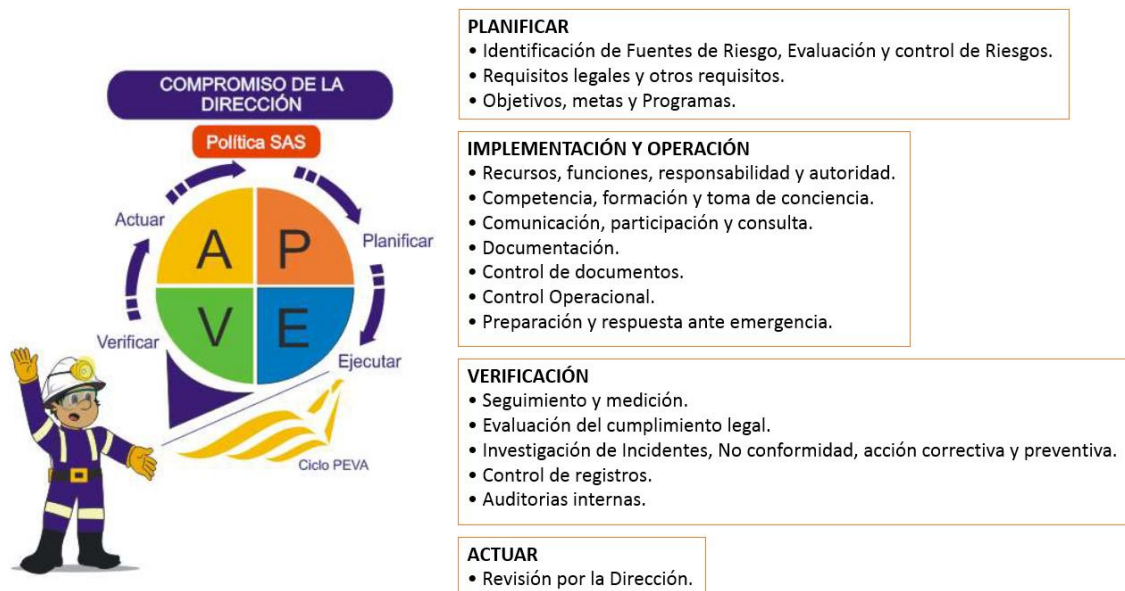 COMPROMISO DE LA
DIRECCIÓN
Política SAS
Actuar
Planificar
A
P
V
E
Verificar
Ejecutar
Ciclo PEVA
PLANIFICAR
• Identificación de Fuentes de Riesgo, Evaluación y control de Riesgos.
• Requisitos legales y otros requisitos.
• Objetivos, metas y Programas.
IMPLEMENTACIÓN Y OPERACIÓN
• Recursos, funciones, responsabilidad y autoridad.
• Competencia, formación y toma de conciencia.
• Comunicación, participación y consulta.
• Documentación.
• Control de documentos.
• Control Operacional.
• Preparación y respuesta ante emergencia.
VERIFICACIÓN
• Seguimiento y medición.
• Evaluación del cumplimiento legal.
• Investigación de Incidentes, No conformidad, acción correctiva y preventiva.
• Control de registros.
• Auditorias internas.
ACTUAR
• Revisión por la Dirección.